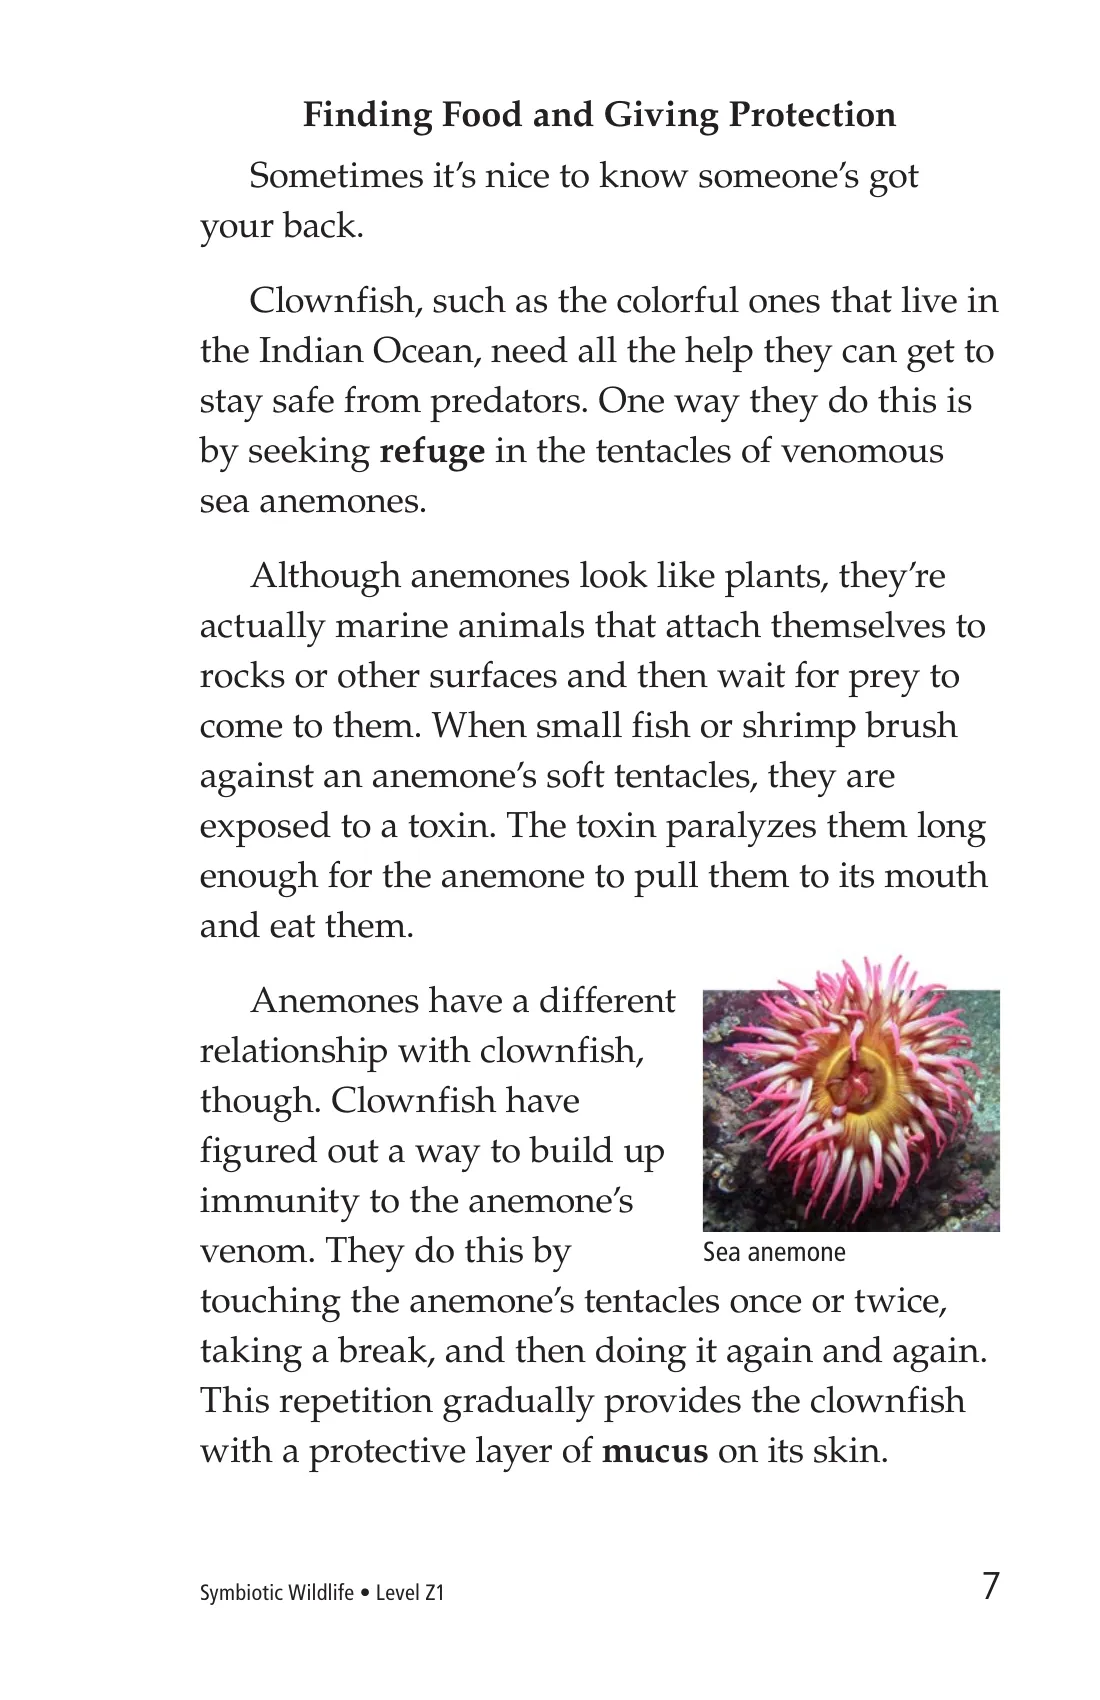 Finding Food and Giving Protection
Sometimes it’s nice to know someone’s got
your back.
Clownfish, such as the colorful ones that live in
the Indian Ocean, need all the help they can get to
stay safe from predators. One way they do this is
by seeking refuge in the tentacles of venomous
sea anemones.
Although anemones look like plants, they’re
actually marine animals that attach themselves to
rocks or other surfaces and then wait for prey to
come to them. When small fish or shrimp brush
against an anemone’s soft tentacles, they are
exposed to a toxin. The toxin paralyzes them long
enough for the anemone to pull them to its mouth
and eat them.
Anemones have a different
relationship with clownfish,
though. Clownfish have
figured out a way to build up
immunity to the anemone’s
venom. They do this by
touching the anemone’s tentacles once or twice,
taking a break, and then doing it again and again.
This repetition gradually provides the clownfish
with a protective layer of mucus on its skin.
Sea anemone
Symbiotic Wildlife • Level Z1
7